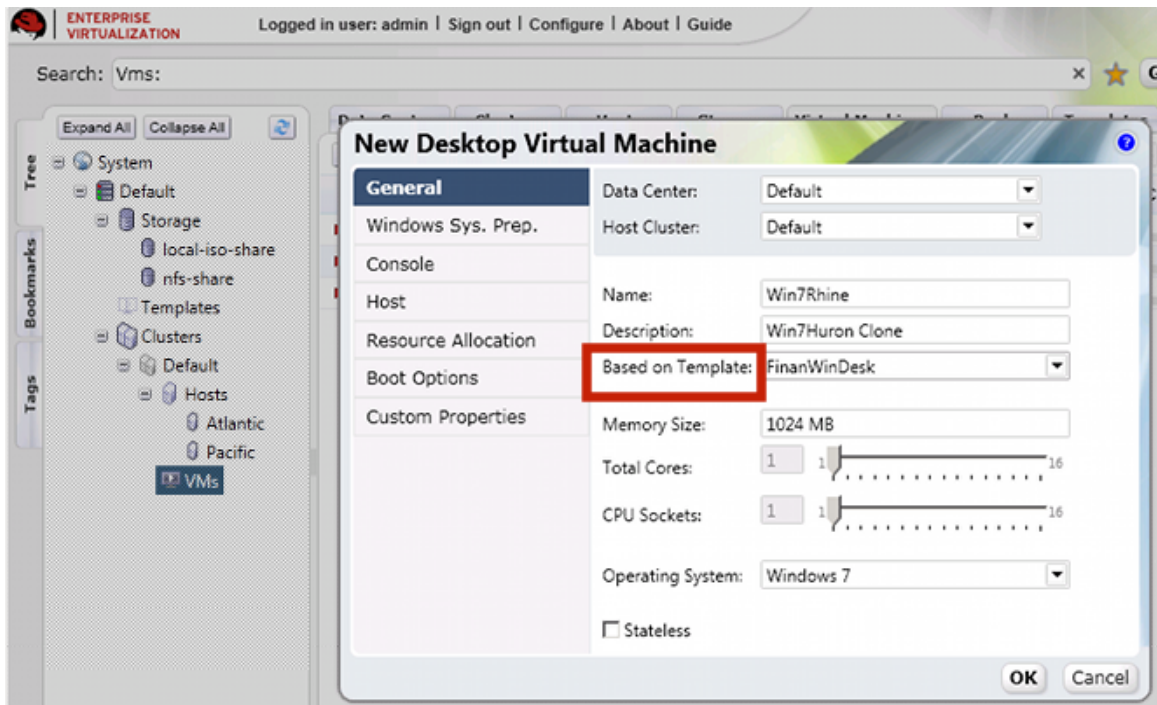 ENTERPRISE
VIRTUALIZATION
Logged in user: admin | Sign out | Configure | About | Guide
Search: Vms:
Expand All Collapse All
Tree
Bookmarks
Tags
System
Default
Storage
local-iso-share
nfs-share
Templates
Clusters
Default
Hosts
Atlantic
Pacific
VMs
New Desktop Virtual Machine
General
Windows Sys. Prep.
Console
Host
Resource Allocation
Boot Options
Custom Properties
Data Center: Default
Host Cluster: Default
Name: Win7Rhine
Description: Win7Huron Clone
Based on Template: FinanWinDesk
Memory Size: 1024 MB
Total Cores: 1 1 16
CPU Sockets: 1 1 16
Operating System: Windows 7
Stateless
OK Cancel